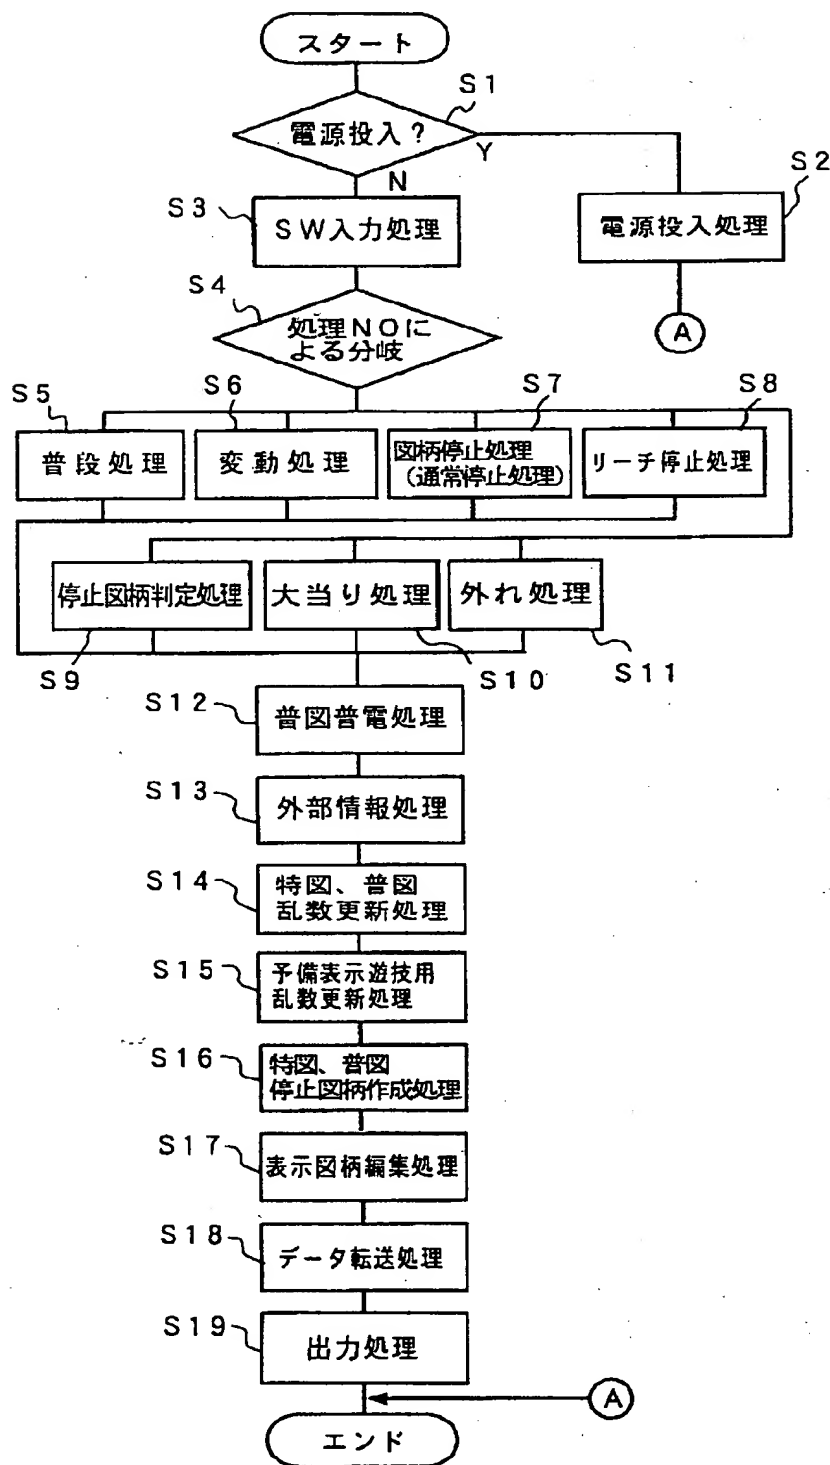 スタート
S1
電源投入?
Y
N
S2
電源投入処理
A
S3
SW入力処理
S4
処理NOに
よる分岐
S5
普段処理
S6
変動処理
S7
図柄停止処理
(通常停止処理)
S8
リーチ停止処理
停止図柄判定処理
S9
大当り処理
S10
外れ処理
S11
S12
普図普電処理
S13
外部情報処理
S14
特図、普図
乱数更新処理
S15
予備表示遊技用
乱数更新処理
S16
特図、普図
停止図柄作成処理
S17
表示図柄編集処理
S18
データ転送処理
S19
出力処理
A
エンド